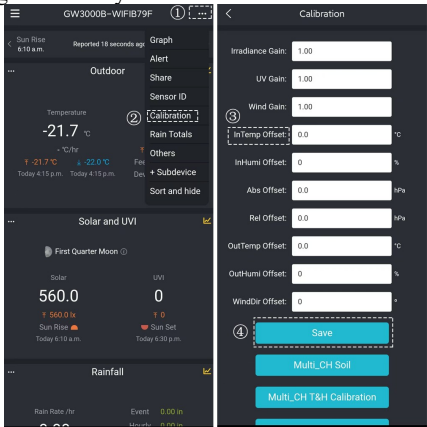 GW3000B-WIFIB79F
①
...
Sun Rise
6:10 a.m.
Reported 18 seconds ago
Graph
Alert
Share
Sensor ID
② Calibration
Rain Totals
Others
+ Subdevice
Sort and hide
Outdoor
Temperature
-21.7 ℃
- ℃/hr
-21.7℃ -22.0℃
Today 4:15 p.m. Today 4:15 p.m.
Solar and UVI
First Quarter Moon
Solar UVI
560.0 0
560.0 lx 0
Sun Rise Sun Set
Today 6:10 a.m. Today 6:30 p.m.
Rainfall
Rain Rate /hr Event 0.00 in
Hourly 0.00 in
Calibration
Irradiance Gain: 1.00
UV Gain: 1.00
Wind Gain: 1.00
③
InTemp Offset: 0.0 ℃
InHumi Offset: 0 %
Abs Offset: 0.0 hPa
Rel Offset: 0.0 hPa
OutTemp Offset: 0.0 ℃
OutHumi Offset: 0 %
WindDir Offset: 0 °
④ Save
Multi_CH Soil
Multi_CH T&H Calibration